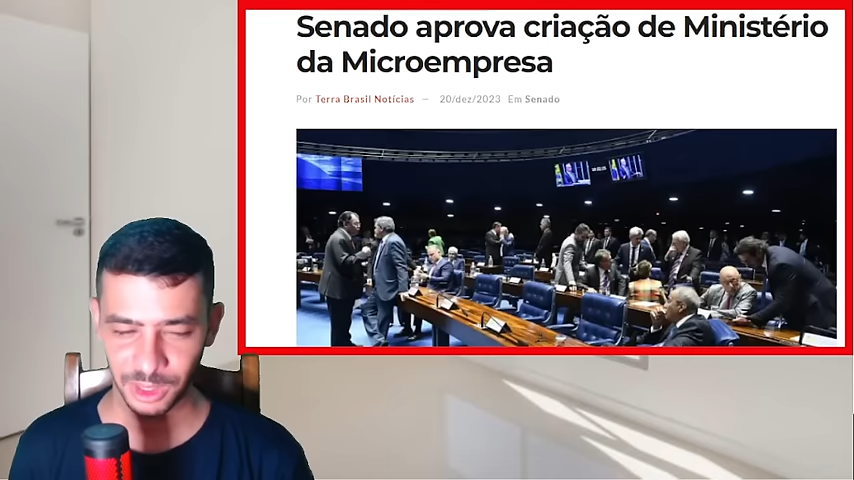 Senado aprova criação de Ministério
da Microempresa
Por Terra Brasil Notícias — 20/dez/2023 Em Senado